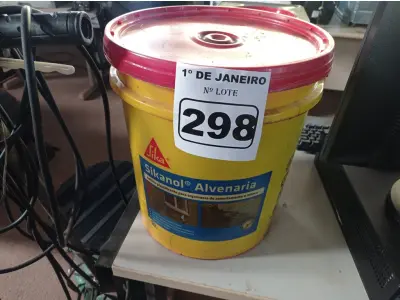 1º DE JANEIRO
Nº LOTE
298
Sika
Sikanol® Alvenaria